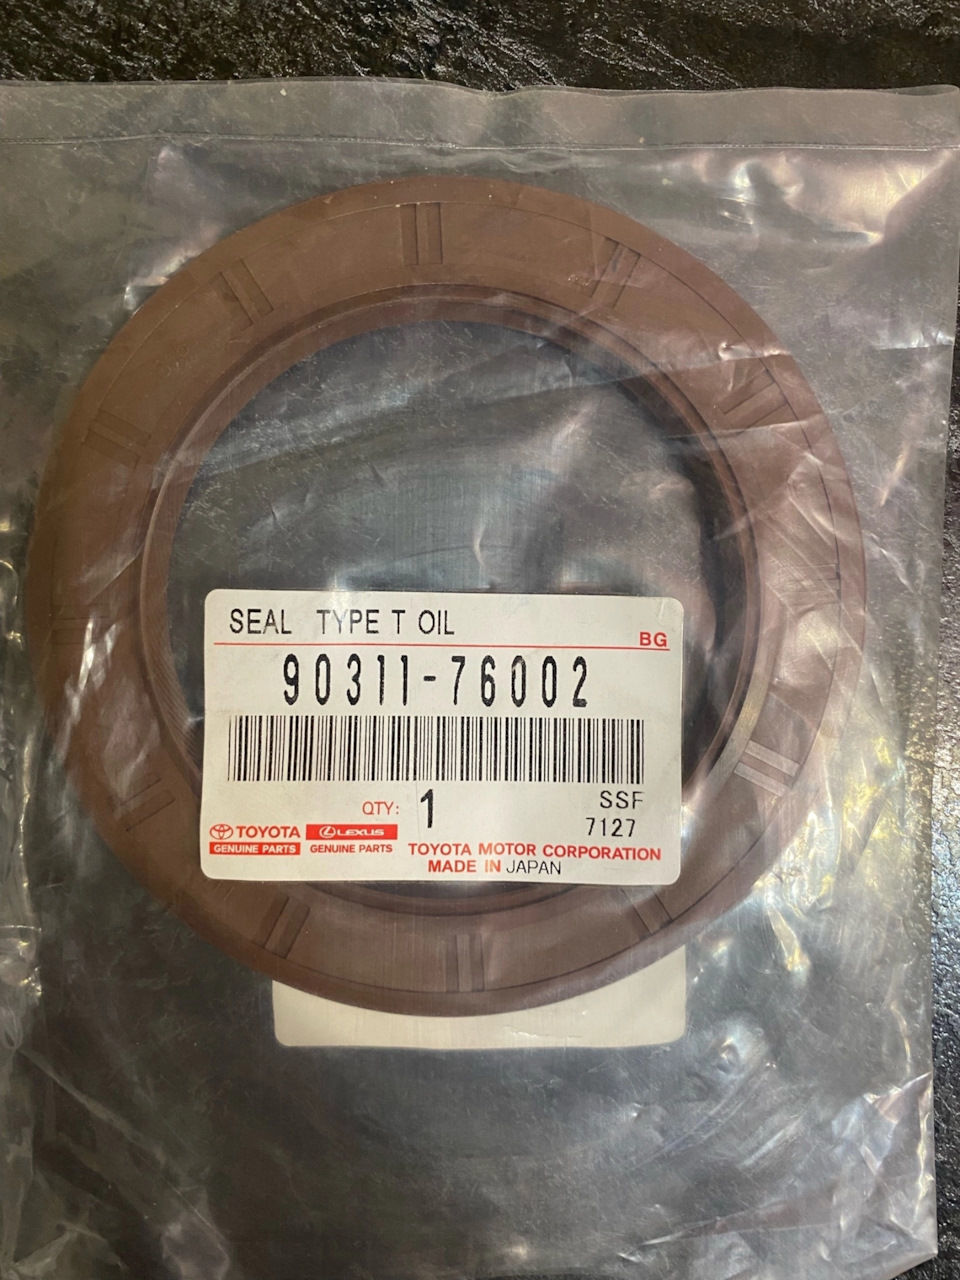 SEAL TYPE T OIL
BG
90311-76002
QTY: 1
SSF
7127
TOYOTA LEXUS
GENUINE PARTS GENUINE PARTS
TOYOTA MOTOR CORPORATION
MADE IN JAPAN